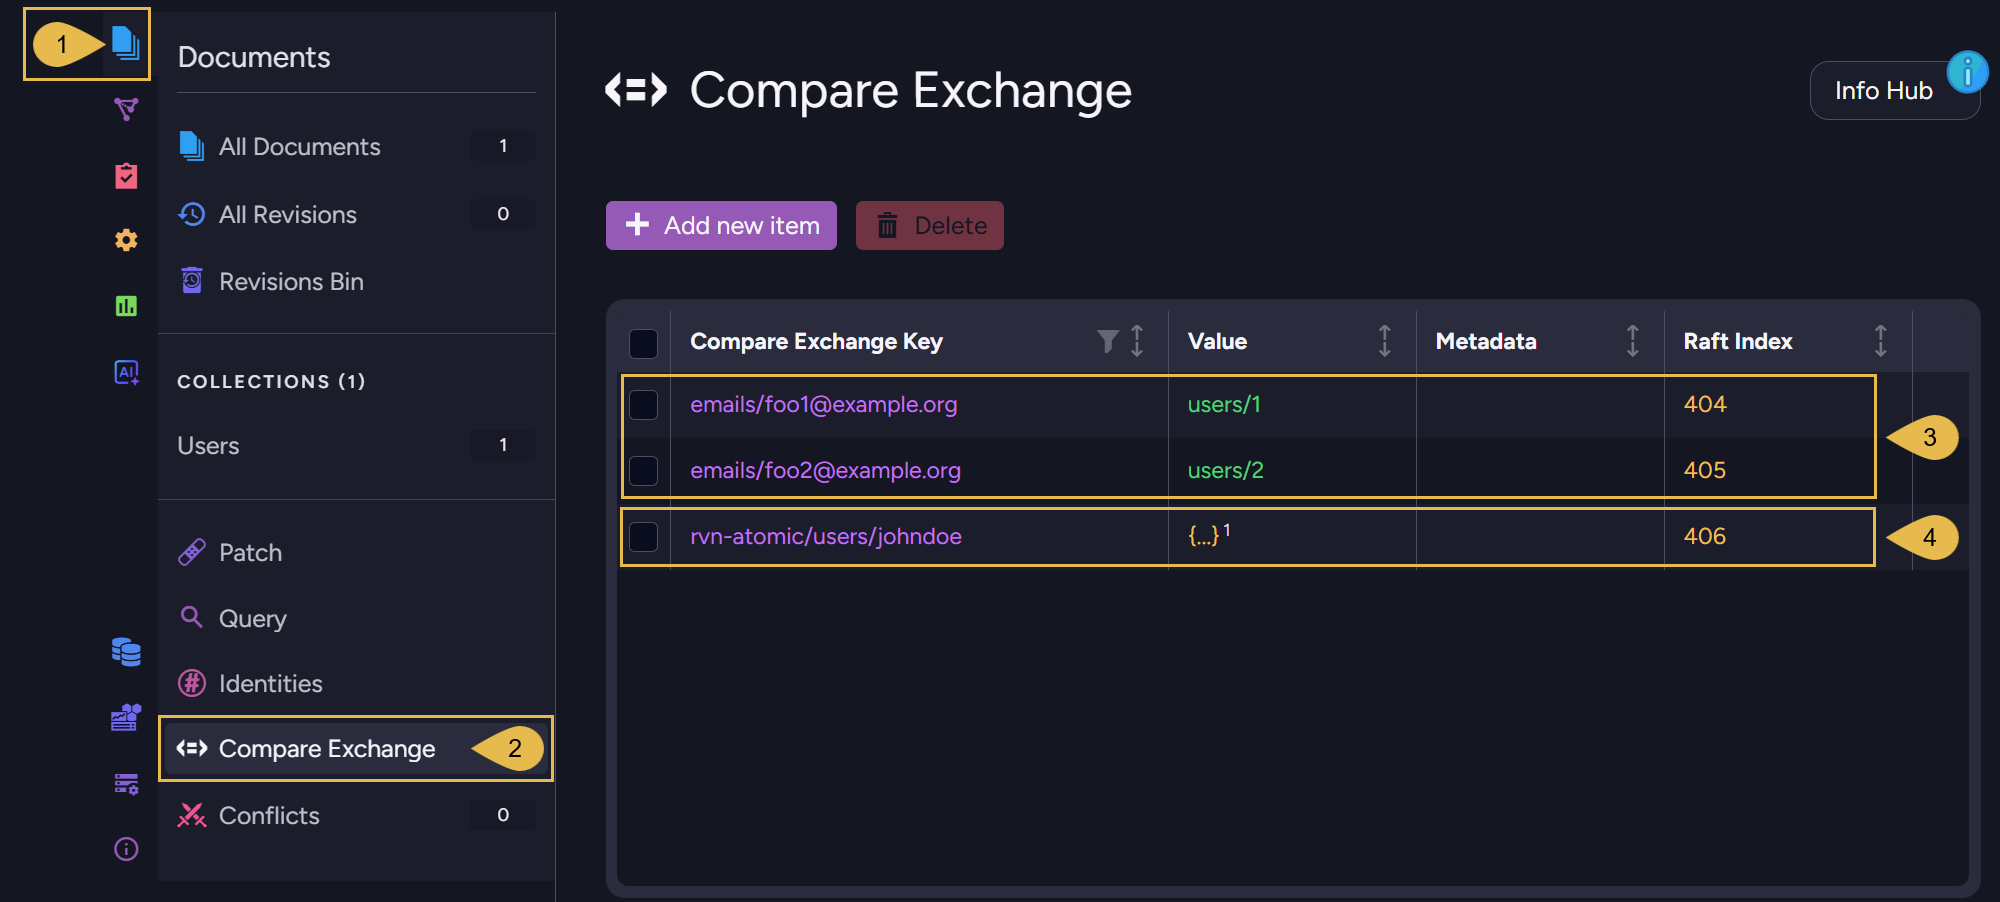 1
Documents
All Documents 1
All Revisions 0
Revisions Bin
COLLECTIONS (1)
Users 1
Patch
Query
Identities
Compare Exchange 2
Conflicts 0
AI
Compare Exchange
Info Hub
Add new item Delete
Compare Exchange Key Value Metadata Raft Index
emails/foo1@example.org users/1 404
emails/foo2@example.org users/2 405
3
rvn-atomic/users/johndoe {...} 1 406
4